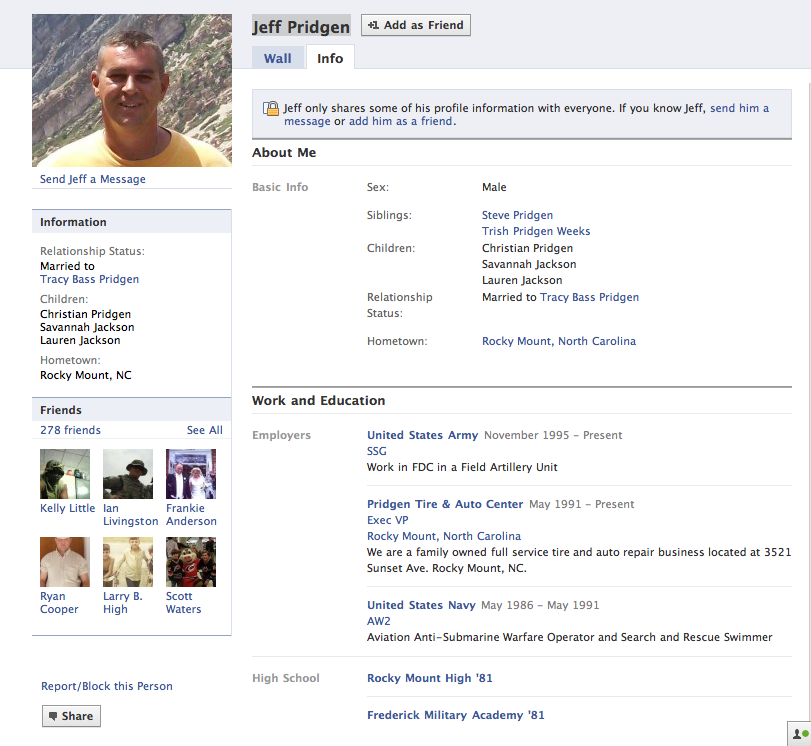 Jeff Pridgen
+1 Add as Friend
Wall
Info
Jeff only shares some of his profile information with everyone. If you know Jeff, send him a
message or add him as a friend.
Send Jeff a Message
Information
Relationship Status:
Married to
Tracy Bass Pridgen
Children:
Christian Pridgen
Savannah Jackson
Lauren Jackson
Hometown:
Rocky Mount, NC
Friends
278 friends
See All
Kelly Little
Ian
Livingston
Frankie
Anderson
Ryan
Cooper
Larry B.
High
Scott
Waters
Report/Block this Person
Share
About Me
Basic Info
Sex:
Male
Siblings:
Steve Pridgen
Trish Pridgen Weeks
Children:
Christian Pridgen
Savannah Jackson
Lauren Jackson
Relationship
Status:
Married to Tracy Bass Pridgen
Hometown:
Rocky Mount, North Carolina
Work and Education
Employers
United States Army November 1995 – Present
SSG
Work in FDC in a Field Artillery Unit
Pridgen Tire & Auto Center May 1991 – Present
Exec VP
Rocky Mount, North Carolina
We are a family owned full service tire and auto repair business located at 3521
Sunset Ave. Rocky Mount, NC.
United States Navy May 1986 – May 1991
AW2
Aviation Anti-Submarine Warfare Operator and Search and Rescue Swimmer
High School
Rocky Mount High '81
Frederick Military Academy '81